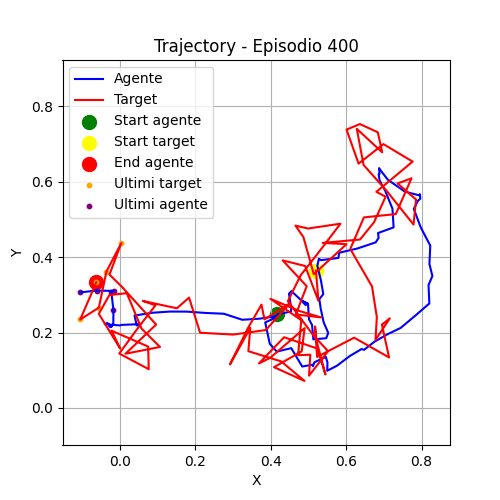 Trajectory - Episodio 400
Agente
Target
Start agente
Start target
End agente
Ultimi target
Ultimi agente
Y
0.8
0.6
0.4
0.2
0.0
0.0 0.2 0.4 0.6 0.8
X